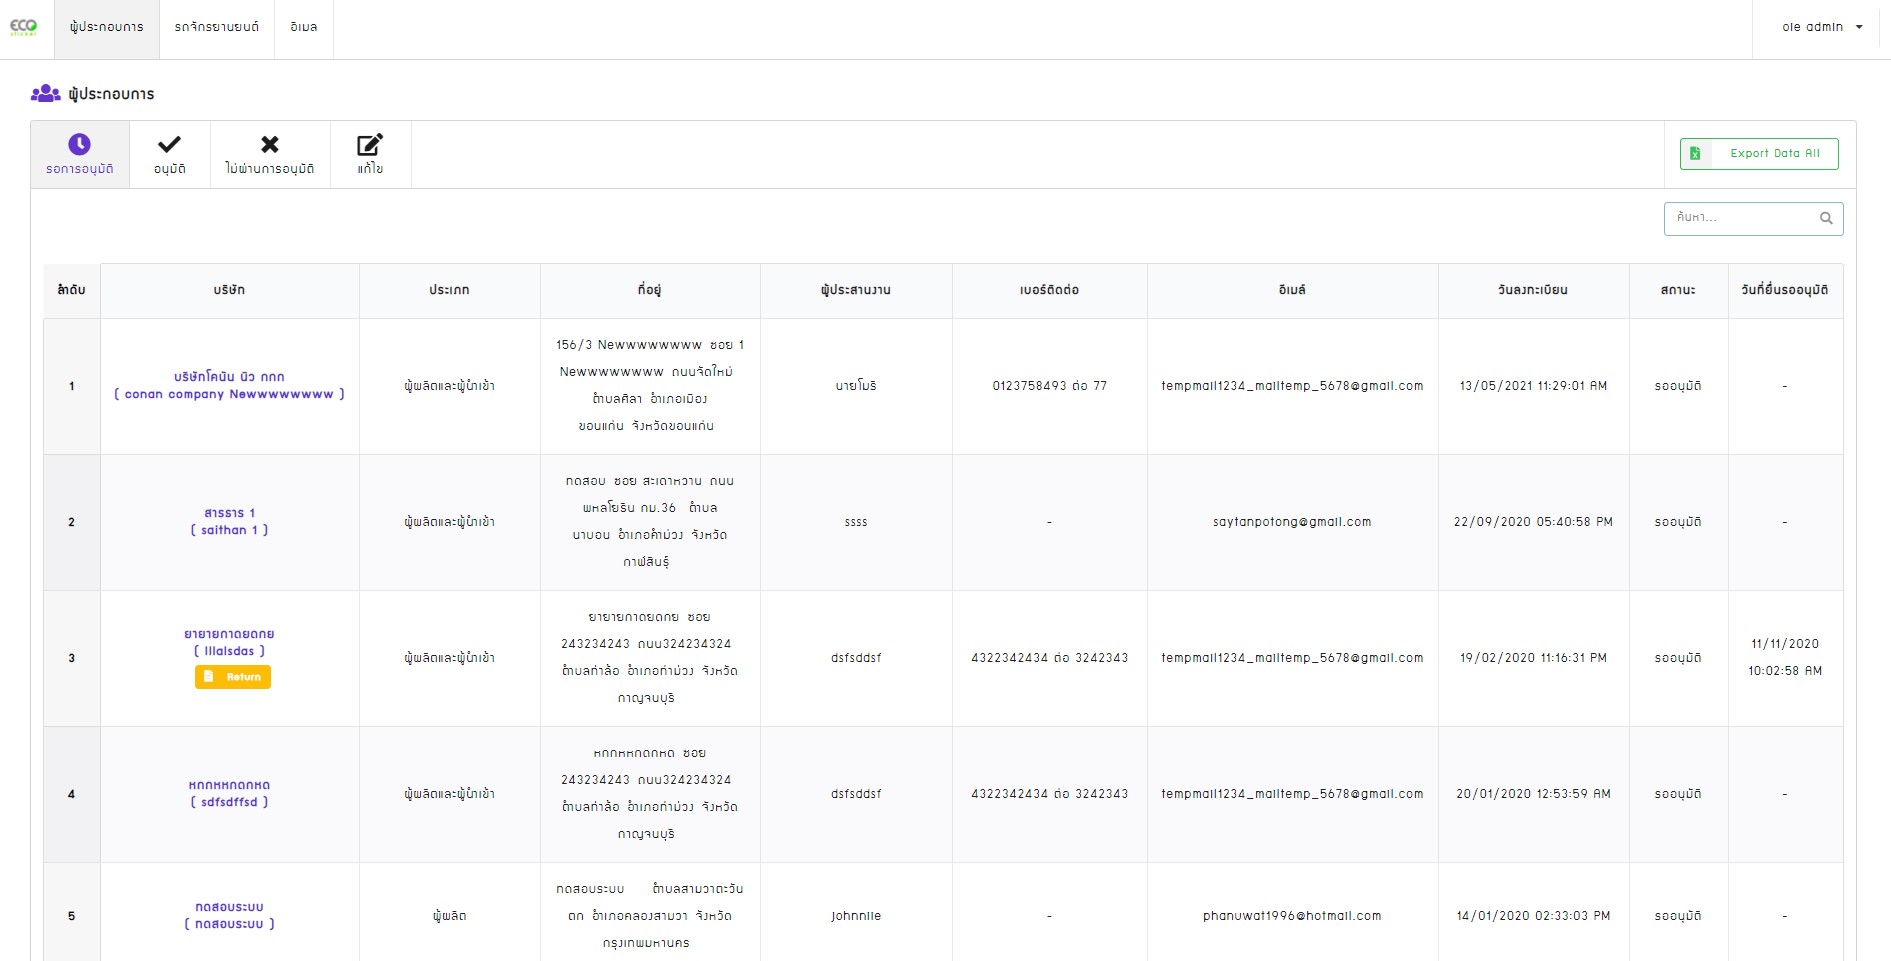 ECO
sticker
ผู้ประกอบการ
รถจักรยานยนต์
อีเมล
ole admin
ผู้ประกอบการ
รอการอนุมัติ
อนุมัติ
ไม่ผ่านการอนุมัติ
แก้ไข
Export Data All
ค้นหา...
ลำดับ บริษัท ประเภท ที่อยู่ ผู้ประสานงาน เบอร์ติดต่อ อีเมล์ วันลงทะเบียน สถานะ วันที่ยื่นรออนุมัติ
1
บริษัทโคนัน นิว กกก
( conan company Newwwwwwww )
ผู้ผลิตและผู้นำเข้า
156/3 Newwwwwwww ซอย 1
Newwwwwwww ถนนจัดใหม่
ตำบลศิลา อำเภอเมือง
ขอนแก่น จังหวัดขอนแก่น
นายโมริ
0123758493 ต่อ 77
tempmail1234_mailtemp_5678@gmail.com
13/05/2021 11:29:01 AM
รออนุมัติ
-
2
สารธาร 1
( saithan 1 )
ผู้ผลิตและผู้นำเข้า
ทดสอบ ซอย สะเดาหวาน ถนน
พหลโยธิน กม.36 ตำบล
นาบอน อำเภอคำม่วง จังหวัด
กาฬสินธุ์
ssss
-
saytanpotong@gmail.com
22/09/2020 05:40:58 PM
รออนุมัติ
-
3
ยายายกาดยดกย
( lllalsdas )
Return
ผู้ผลิตและผู้นำเข้า
ยายายกาดยดกย ซอย
243234243 ถนน324234324
ตำบลท่าล้อ อำเภอท่าม่วง จังหวัด
กาญจนบุรี
dsfsddsf
4322342434 ต่อ 3242343
tempmail1234_mailtemp_5678@gmail.com
19/02/2020 11:16:31 PM
รออนุมัติ
11/11/2020
10:02:58 AM
4
หกกหหกดกหด
( sdfsdffsd )
ผู้ผลิตและผู้นำเข้า
หกกหหกดกหด ซอย
243234243 ถนน324234324
ตำบลท่าล้อ อำเภอท่าม่วง จังหวัด
กาญจนบุรี
dsfsddsf
4322342434 ต่อ 3242343
tempmail1234_mailtemp_5678@gmail.com
20/01/2020 12:53:59 AM
รออนุมัติ
-
5
ทดสอบระบบ
( ทดสอบระบบ )
ผู้ผลิต
ทดสอบระบบ ตำบลสามวาตะวัน
ตก อำเภอคลองสามวา จังหวัด
กรุงเทพมหานคร
Johnnile
-
phanuwat1996@hotmail.com
14/01/2020 02:33:03 PM
รออนุมัติ
-